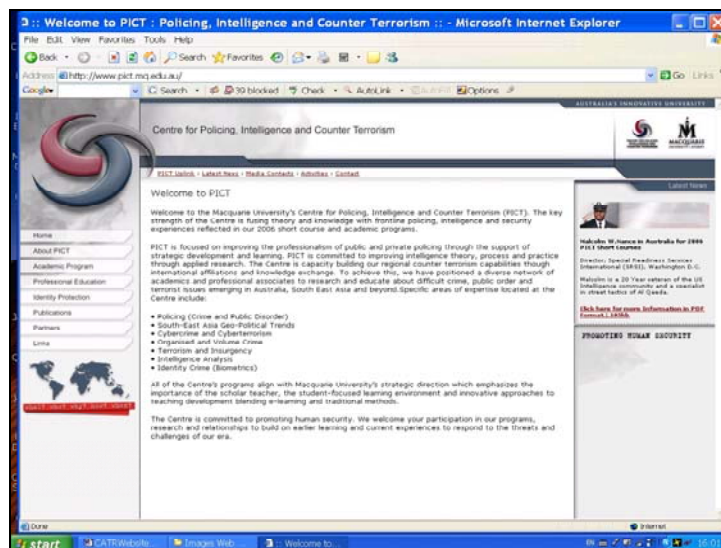 :: Welcome to PICT : Policing, Intelligence and Counter Terrorism :: - Microsoft Internet Explorer
File Edit View Favorites Tools Help
Back Search Favorites
Address http://www.pict.mq.edu.au/ Go Links
Google Search 39 blocked Check AutoLink AutoFill Options
AUSTRALIA'S INNOVATIVE UNIVERSITY
Centre for Policing, Intelligence and Counter Terrorism
MACQUARIE
PICT Uplink Latest News Media Contacts Activities Contact
Latest News
Welcome to PICT
Welcome to the Macquarie University's Centre for Policing, Intelligence and Counter Terrorism (PICT). The key
strength of the Centre is fusing theory and knowledge with frontline policing, intelligence and security
experiences reflected in our 2006 short course and academic programs.
PICT is focused on improving the professionalism of public and private policing through the support of
strategic development and learning. PICT is committed to improving intelligence theory, process and practice
through applied research. The Centre is capacity building our regional counter terrorism capabilities though
international affiliations and knowledge exchange. To achieve this, we have positioned a diverse network of
academics and professional associates to research and educate about difficult crime, public order and
terrorist issues emerging in Australia, South East Asia and beyond.Specific areas of expertise located at the
Centre include:
• Policing (Crime and Public Disorder)
• South-East Asia Geo-Political Trends
• Cybercrime and Cyberterrorism
• Organised and Volume Crime
• Terrorism and Insurgency
• Intelligence Analysis
• Identity Crime (Biometrics)
All of the Centre's programs align with Macquarie University's strategic direction which emphasizes the
importance of the scholar teacher, the student-focused learning environment and innovative approaches to
teaching development blending e-learning and traditional methods.
The Centre is committed to promoting human security. We welcome your participation in our programs,
research and relationships to build on earlier learning and current experiences to respond to the threats and
challenges of our era.
Home
About PICT
Academic Program
Professional Education
Identity Protection
Publications
Partners
Links
Malcolm W.Nance in Australia for 2006
PICT Short Courses
Director, Special Readiness Services
International (SRSI), Washington D.C.
Malcolm is a 20 Year veteran of the US
Intelligence community and a specialist
in street tactics of Al Qaeda.
Click here for more information in PDF
PROMOTING HUMAN SECURITY
Done Internet
start CATRWebsite... Images Web ... :: Welcome to... EN 16:01